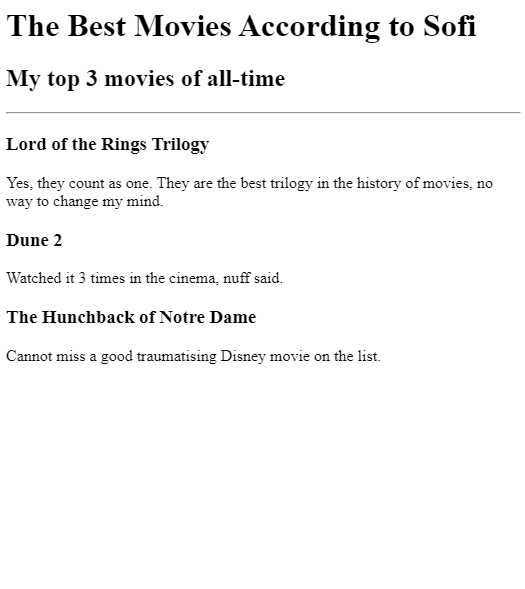 The Best Movies According to Sofi
My top 3 movies of all-time
Lord of the Rings Trilogy
Yes, they count as one. They are the best trilogy in the history of movies, no
way to change my mind.
Dune 2
Watched it 3 times in the cinema, nuff said.
The Hunchback of Notre Dame
Cannot miss a good traumatising Disney movie on the list.